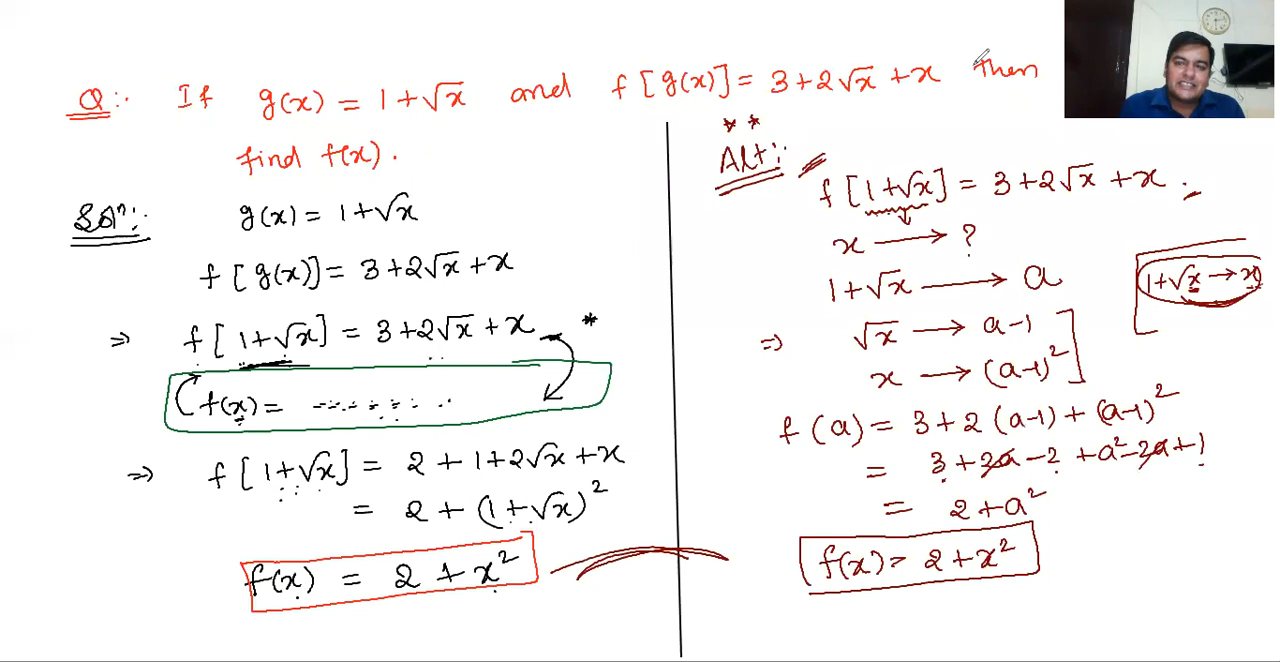 Q:- If g(x) = 1+√x and f[g(x)] = 3+2√x+x then
find f(x).
Solⁿ:- g(x) = 1+√x
f[g(x)] = 3+2√x+x
⇒ f[1+√x] = 3+2√x+x *
f(x) = -----------
⇒ f[1+√x] = 2+1+2√x+x
= 2+(1+√x)²
f(x) = 2+x²
* *
Alt:-
f[1+√x] = 3+2√x+x.
x → ?
1+√x → a
1+√x → x
⇒ √x → a-1
x → (a-1)²
f(a) = 3+2(a-1)+(a-1)²
= 3+2a-2+a²-2a+1
= 2+a²
f(x) = 2+x²